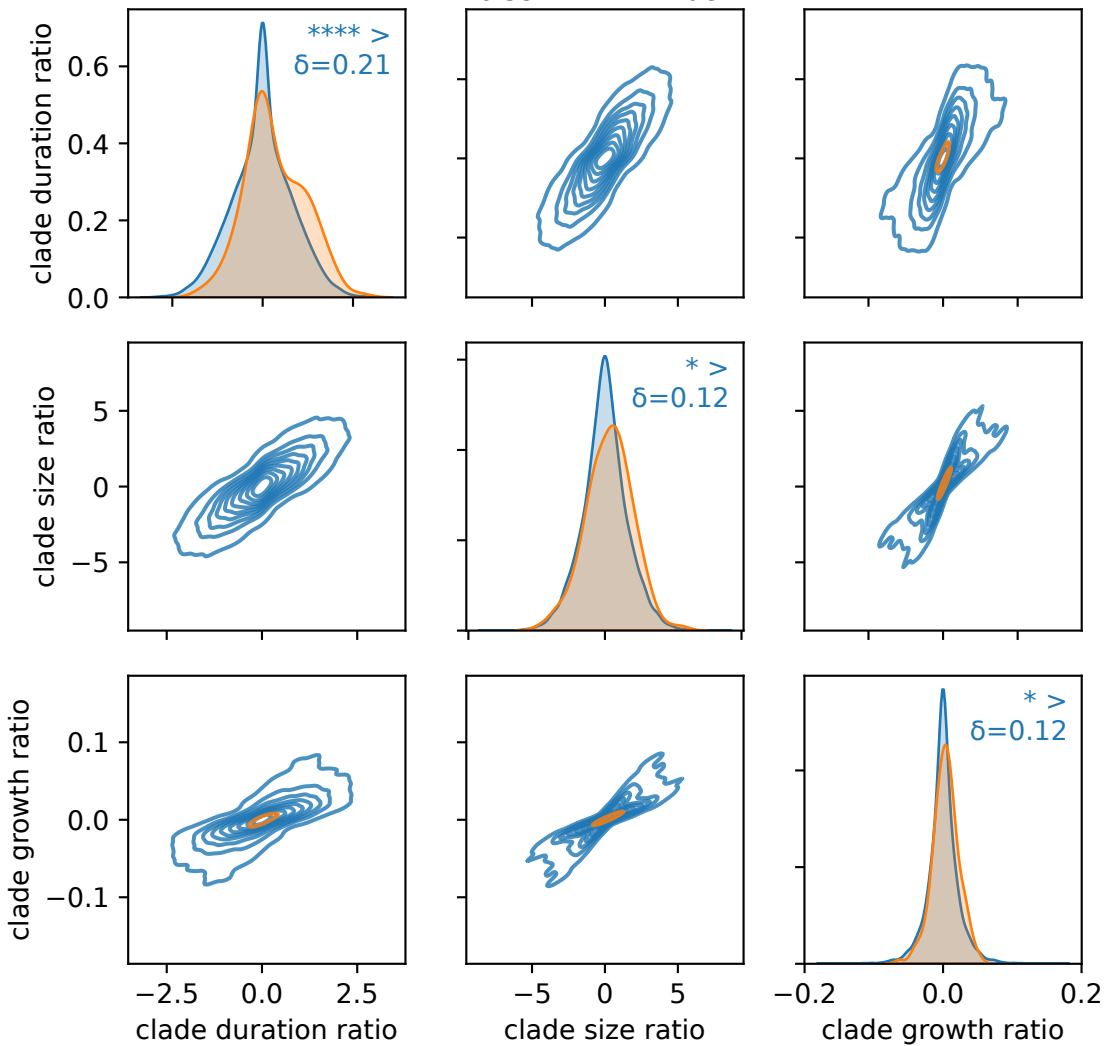 clade duration ratio
0.6
0.4
0.2
0.0
**** >
δ=0.21
clade size ratio
5
0
−5
* >
δ=0.12
clade growth ratio
0.1
0.0
−0.1
* >
δ=0.12
−2.5 0.0 2.5
−5 0 5
−0.2 0.0 0.2
clade duration ratio
clade size ratio
clade growth ratio